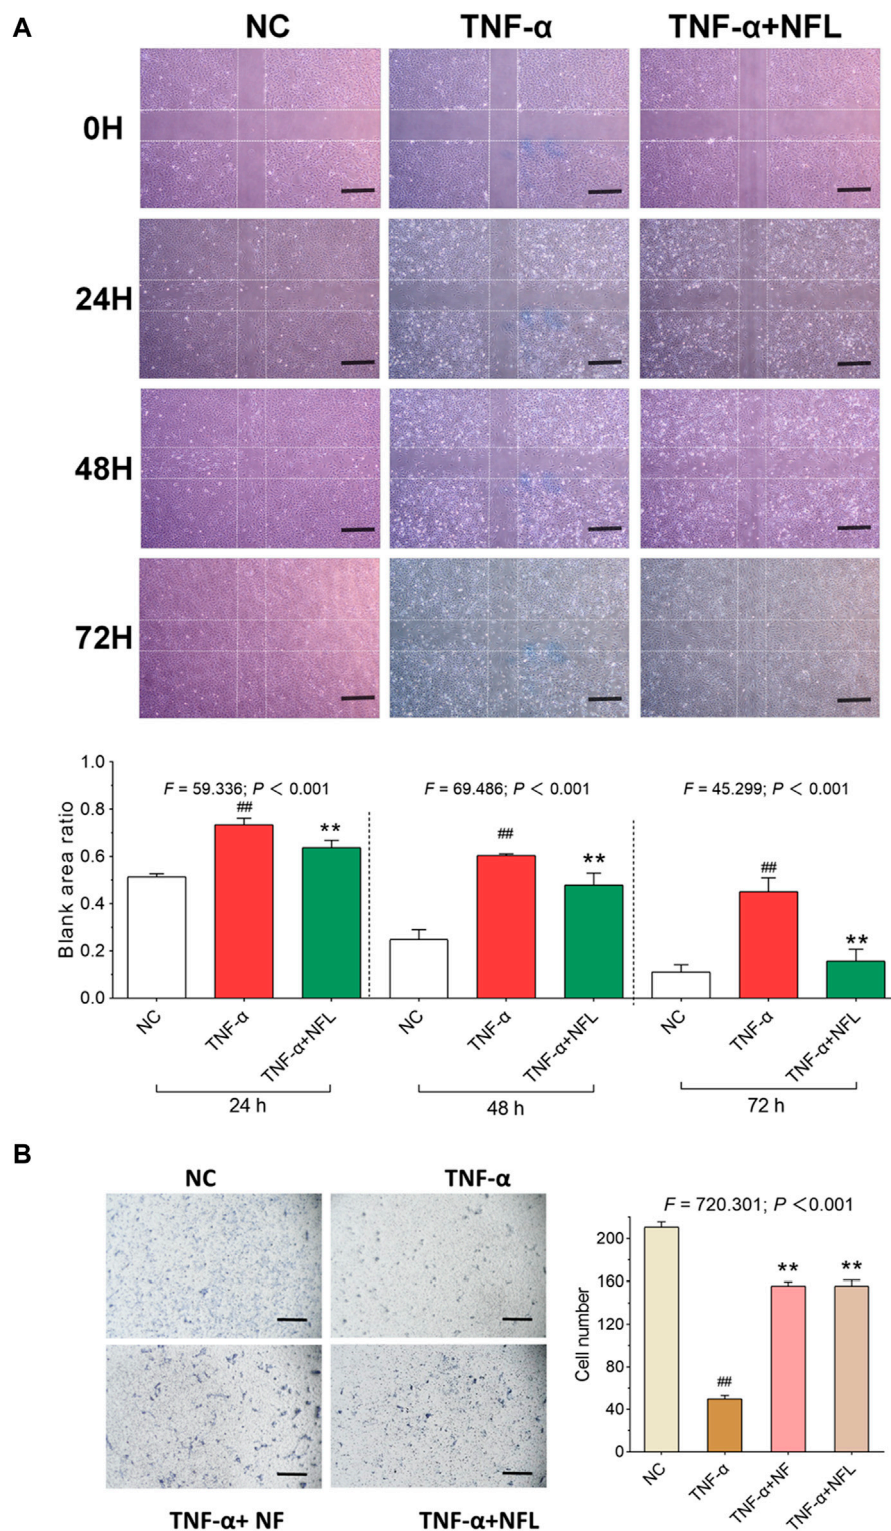 A
NC TNF-α TNF-α+NFL
0H
24H
48H
72H
Blank area ratio
1.0
0.8
0.6
0.4
0.2
0.0
F = 59.336; P < 0.001
F = 69.486; P < 0.001
F = 45.299; P < 0.001
## **
## **
## **
NC TNF-α TNF-α+NFL NC TNF-α TNF-α+NFL NC TNF-α TNF-α+NFL
24 h 48 h 72 h
B
NC TNF-α
TNF-α+ NF TNF-α+NFL
F = 720.301; P <0.001
Cell number
200
160
120
80
40
0
## ** **
NC TNF-α TNF-α+NF TNF-α+NFL